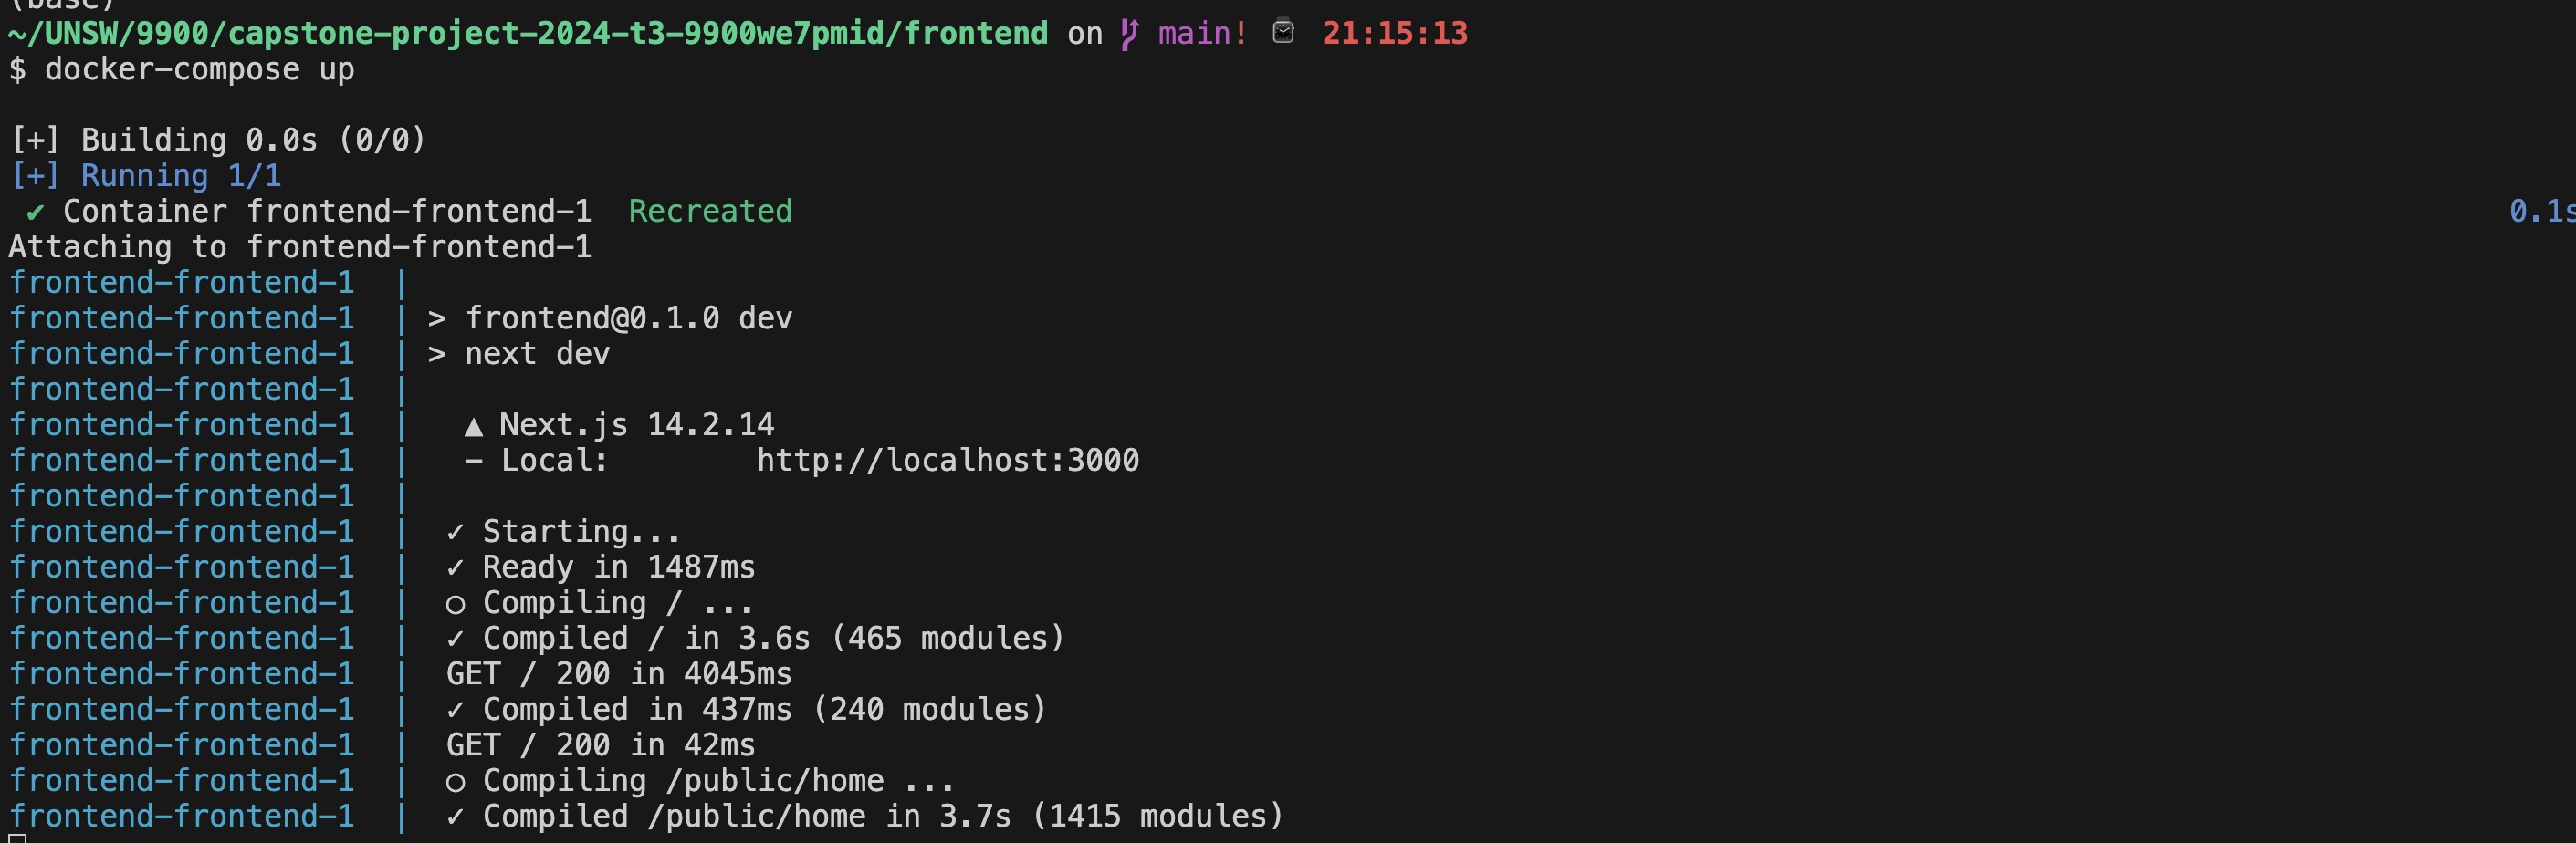 (base)
~/UNSW/9900/capstone-project-2024-t3-9900we7pmid/frontend on main! 21:15:13
$ docker-compose up
[+] Building 0.0s (0/0)
[+] Running 1/1
✔ Container frontend-frontend-1 Recreated 0.1s
Attaching to frontend-frontend-1
frontend-frontend-1 |
frontend-frontend-1 | > frontend@0.1.0 dev
frontend-frontend-1 | > next dev
frontend-frontend-1 |
frontend-frontend-1 | ▲ Next.js 14.2.14
frontend-frontend-1 | - Local: http://localhost:3000
frontend-frontend-1 |
frontend-frontend-1 | ✓ Starting...
frontend-frontend-1 | ✓ Ready in 1487ms
frontend-frontend-1 | ○ Compiling / ...
frontend-frontend-1 | ✓ Compiled / in 3.6s (465 modules)
frontend-frontend-1 | GET / 200 in 4045ms
frontend-frontend-1 | ✓ Compiled in 437ms (240 modules)
frontend-frontend-1 | GET / 200 in 42ms
frontend-frontend-1 | ○ Compiling /public/home ...
frontend-frontend-1 | ✓ Compiled /public/home in 3.7s (1415 modules)